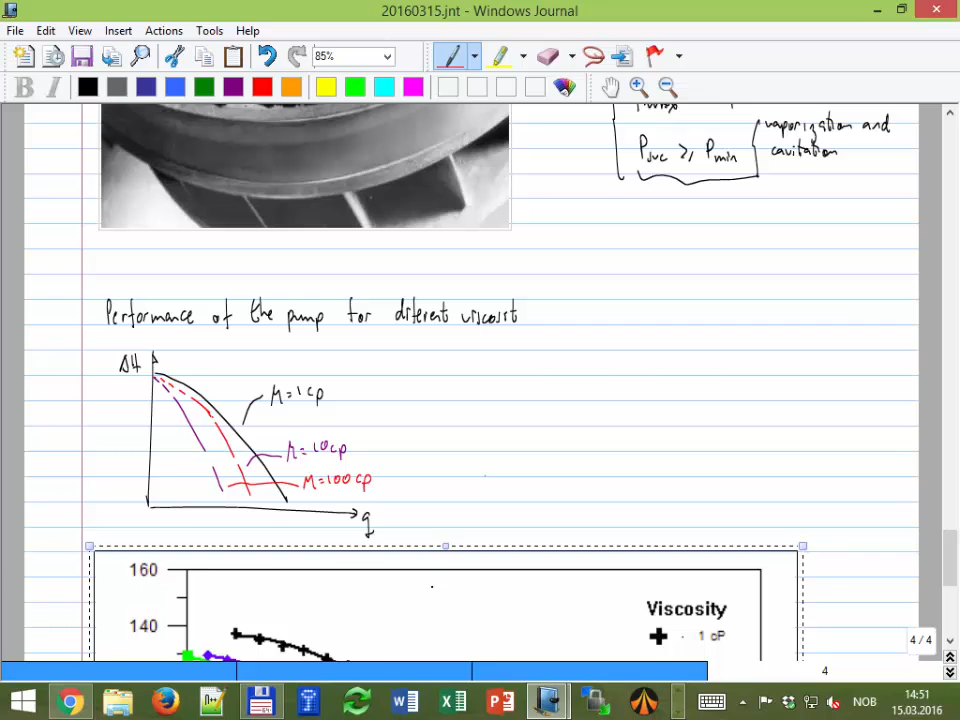 20160315.jnt - Windows Journal
File Edit View Insert Actions Tools Help
85%
B I
vaporization and
Psuc ≥ Pmin
cavitation
Performance of the pump for diferent viscosit
ΔH
μ=1cp
μ=10cp
μ=100cp
q
160
Viscosity
140
1 cP
4 / 4
4
NOB
14:51
15.03.2016